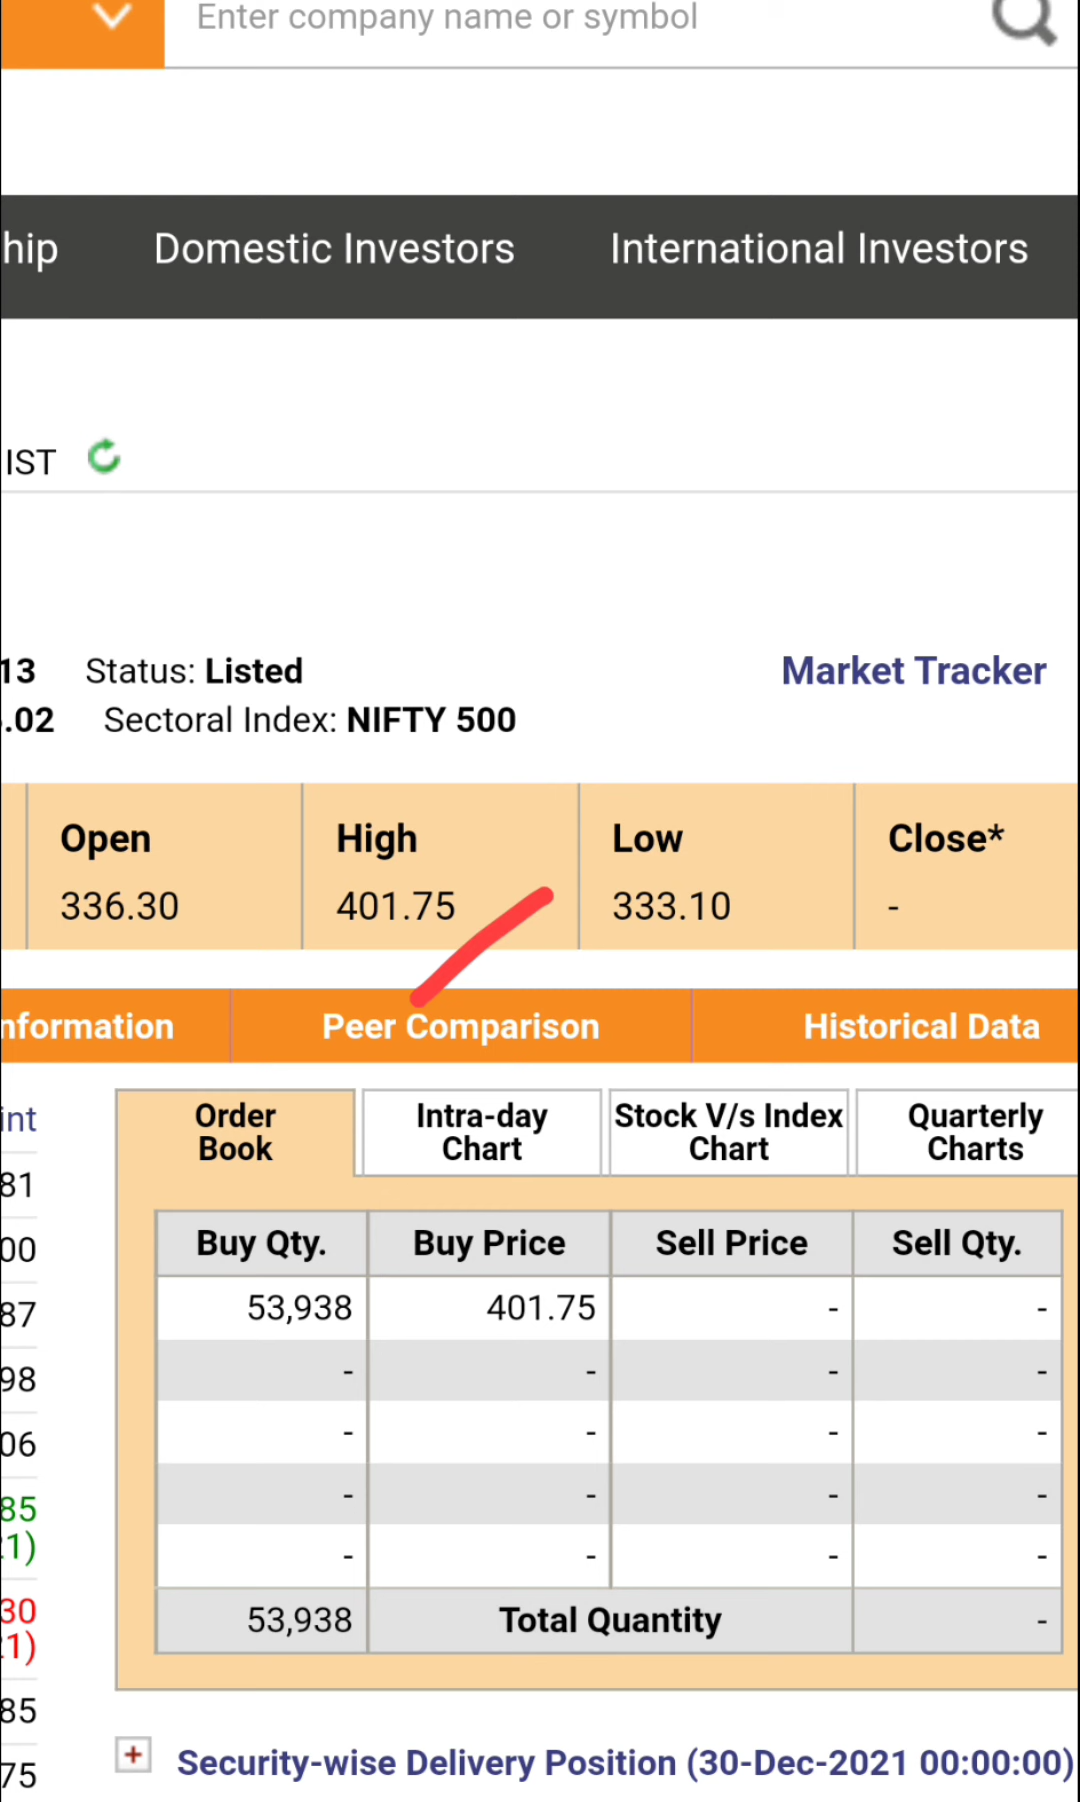 Enter company name or symbol
hip Domestic Investors International Investors
IST
13 Status: Listed Market Tracker
.02 Sectoral Index: NIFTY 500
Open High Low Close*
336.30 401.75 333.10 -
nformation Peer Comparison Historical Data
int
81
00
87
98
06
85
1)
30
1)
85
75
Order Book
Intra-day Chart
Stock V/s Index Chart
Quarterly Charts
Buy Qty. Buy Price Sell Price Sell Qty.
53,938 401.75 - -
- - - -
- - - -
- - - -
- - - -
53,938 Total Quantity -
+ Security-wise Delivery Position (30-Dec-2021 00:00:00)